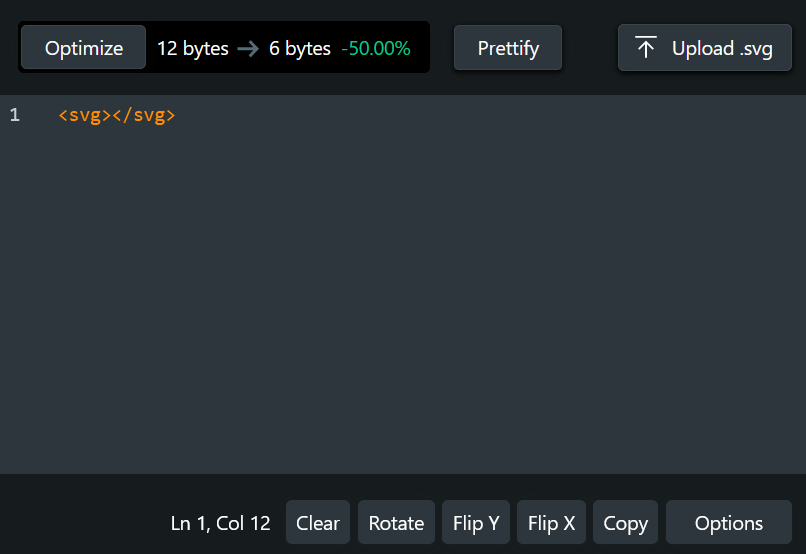 Optimize 12 bytes → 6 bytes -50.00% Prettify Upload .svg
1 <svg></svg>
Ln 1, Col 12 Clear Rotate Flip Y Flip X Copy Options